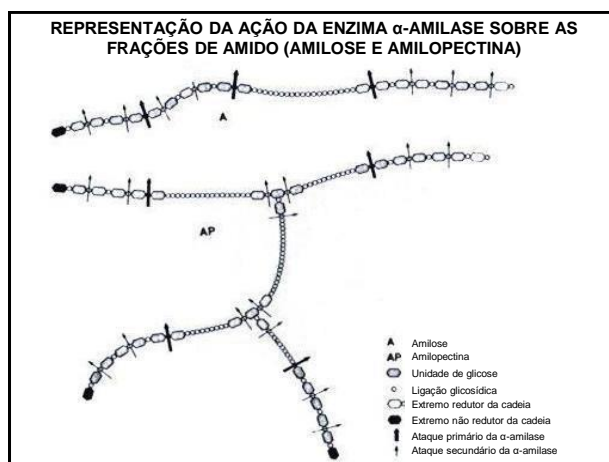 REPRESENTAÇÃO DA AÇÃO DA ENZIMA α-AMILASE SOBRE AS
FRAÇÕES DE AMIDO (AMILOSE E AMILOPECTINA)
A
AP
A Amilose
AP Amilopectina
Unidade de glicose
Ligação glicosídica
Extremo redutor da cadeia
Extremo não redutor da cadeia
Ataque primário da α-amilase
Ataque secundário da α-amilase